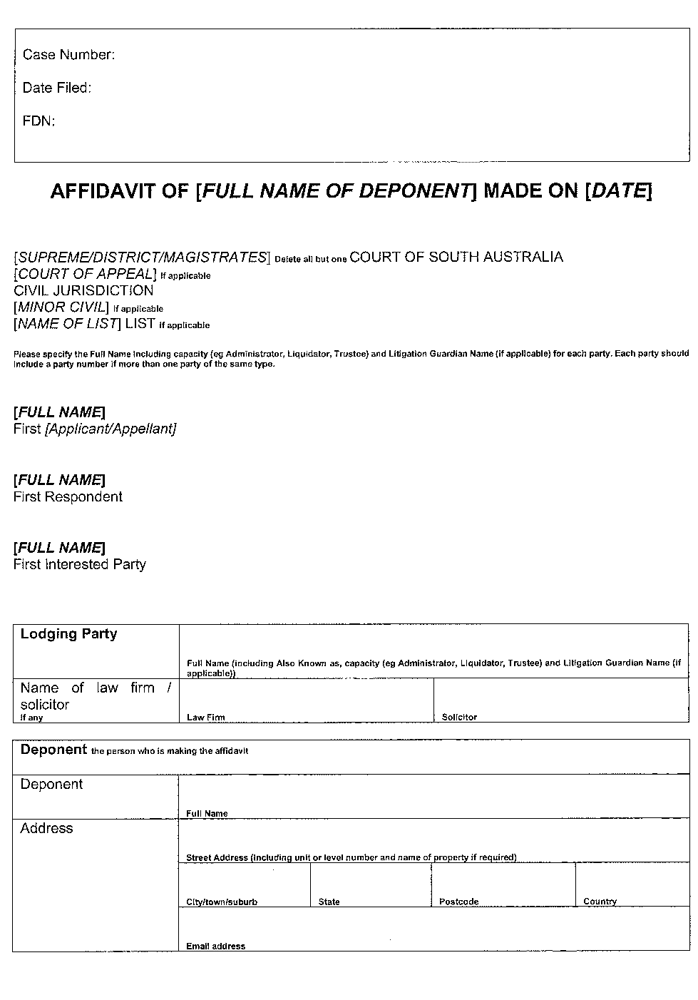 Case Number:
Date Filed:
FDN:
AFFIDAVIT OF [FULL NAME OF DEPONENT] MADE ON [DATE]
[SUPREME/DISTRICT/MAGISTRATES] Delete all but one COURT OF SOUTH AUSTRALIA
[COURT OF APPEAL] If applicable
CIVIL JURISDICTION
[MINOR CIVIL] If applicable
[NAME OF LIST] LIST If applicable
Please specify the Full Name including capacity (eg Administrator, Liquidator, Trustee) and Litigation Guardian Name (if applicable) for each party. Each party should
include a party number if more than one party of the same type.
[FULL NAME]
First [Applicant/Appellant]
[FULL NAME]
First Respondent
[FULL NAME]
First Interested Party
Lodging Party
Full Name (including Also Known as, capacity (eg Administrator, Liquidator, Trustee) and Litigation Guardian Name (if
applicable))
Name of law firm /
solicitor
If any
Law Firm
Solicitor
Deponent the person who is making the affidavit
Deponent
Full Name
Address
Street Address (including unit or level number and name of property if required)
City/town/suburb
State
Postcode
Country
Email address